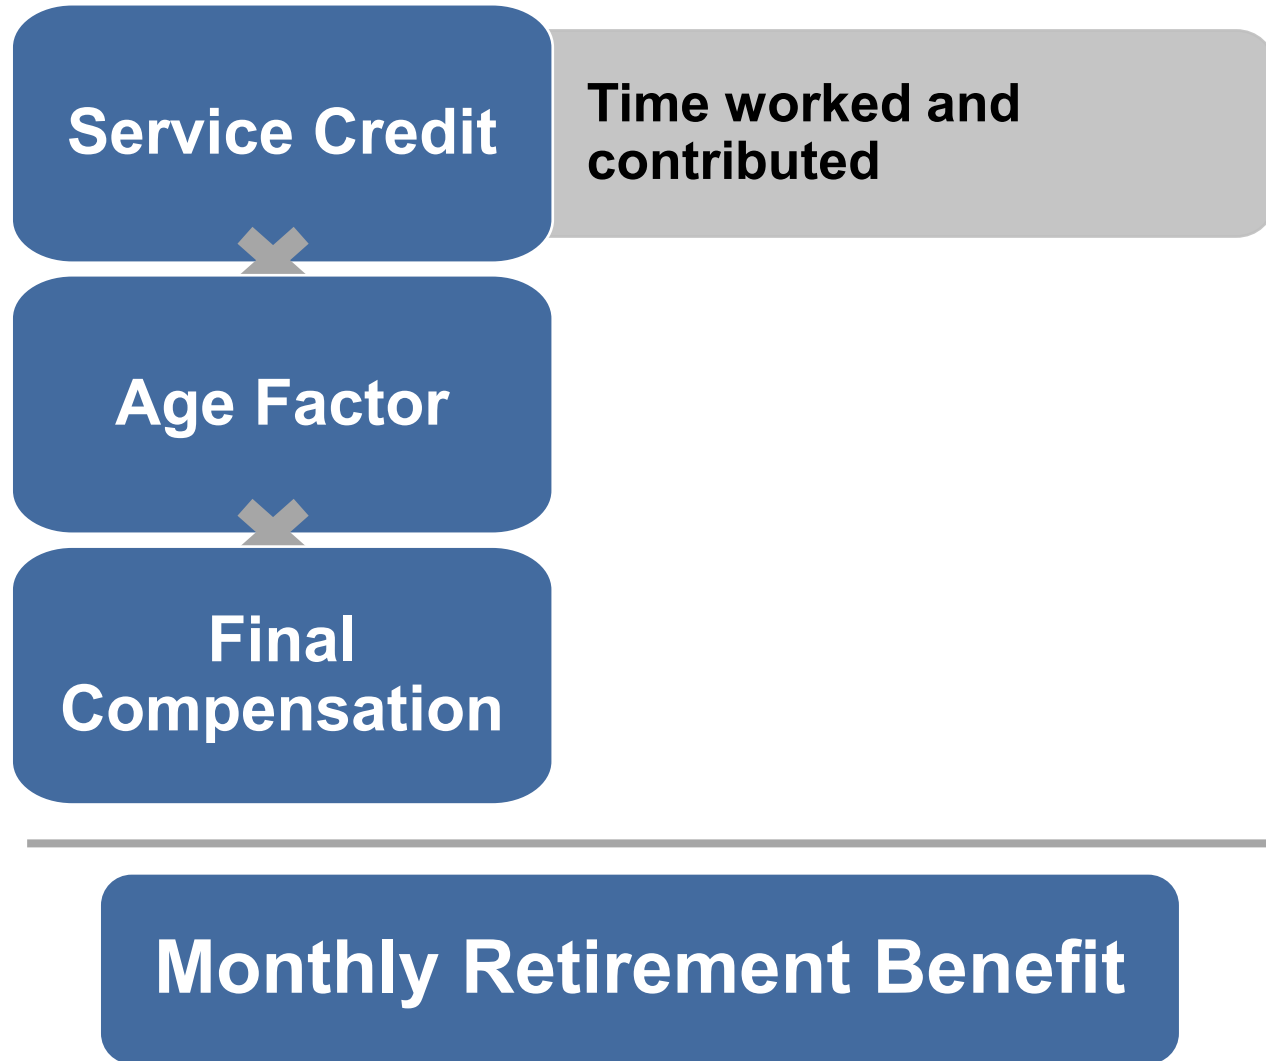 Service Credit
Time worked and
contributed
Age Factor
Final
Compensation
Monthly Retirement Benefit